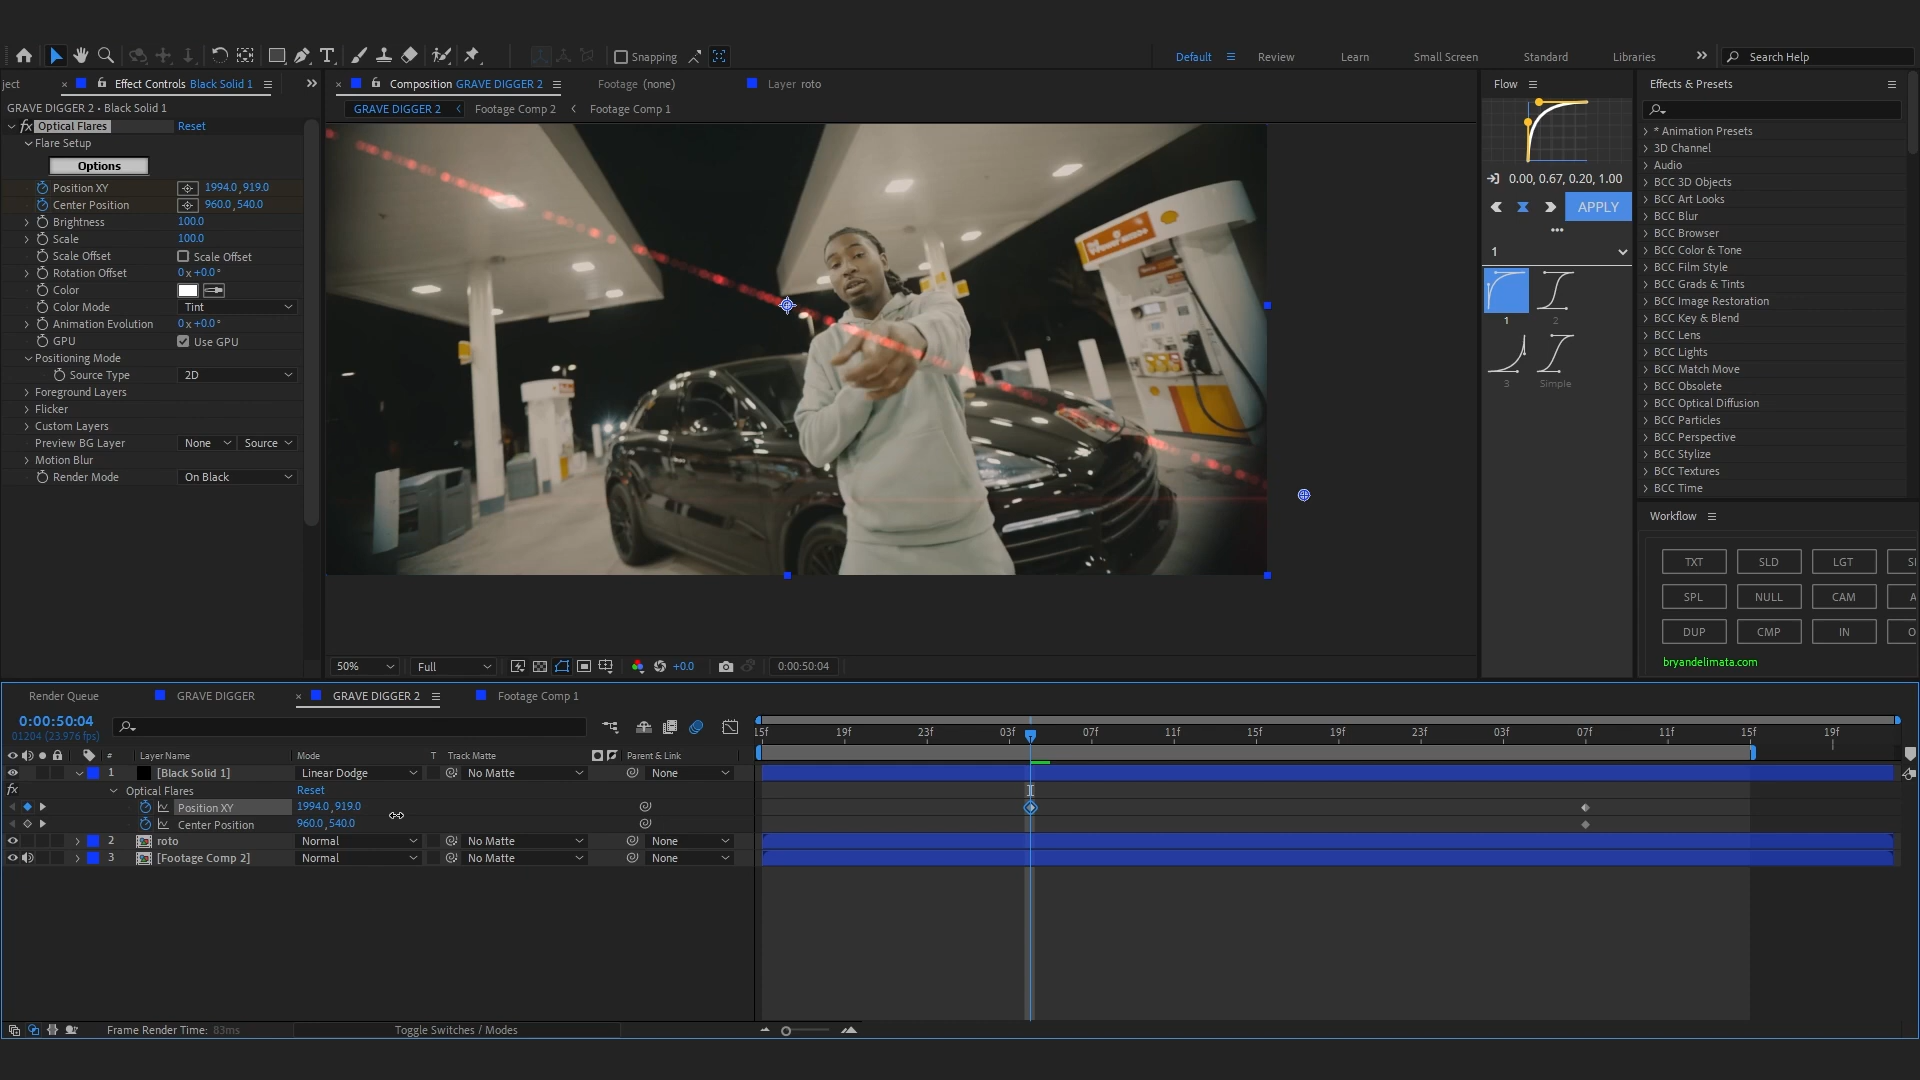 Snapping
Default
Review
Learn
Small Screen
Standard
Libraries
Search Help
ject
Effect Controls Black Solid 1
Composition GRAVE DIGGER 2
Footage (none)
Layer roto
Flow
Effects & Presets
GRAVE DIGGER 2 • Black Solid 1
GRAVE DIGGER 2
Footage Comp 2
Footage Comp 1
fx Optical Flares
Reset
Flare Setup
Options
Position XY
1994.0, 919.0
Center Position
960.0, 540.0
Brightness
100.0
Scale
100.0
Scale Offset
Scale Offset
Rotation Offset
0 x +0.0°
Color
Color Mode
Tint
Animation Evolution
0 x +0.0°
GPU
Use GPU
Positioning Mode
Source Type
2D
Foreground Layers
Flicker
Custom Layers
Preview BG Layer
None
Source
Motion Blur
Render Mode
On Black
0.00, 0.67, 0.20, 1.00
APPLY
1
1
2
3
Simple
* Animation Presets
3D Channel
Audio
BCC 3D Objects
BCC Art Looks
BCC Blur
BCC Browser
BCC Color & Tone
BCC Film Style
BCC Grads & Tints
BCC Image Restoration
BCC Key & Blend
BCC Lens
BCC Lights
BCC Match Move
BCC Obsolete
BCC Optical Diffusion
BCC Particles
BCC Perspective
BCC Stylize
BCC Textures
BCC Time
Workflow
TXT
SLD
LGT
SPL
NULL
CAM
A
DUP
CMP
IN
bryandelimata.com
50%
Full
+0.0
0:00:50:04
Render Queue
GRAVE DIGGER
GRAVE DIGGER 2
Footage Comp 1
0:00:50:04
01204 (23.976 fps)
15f
19f
23f
03f
07f
11f
15f
19f
23f
03f
07f
11f
15f
19f
# Layer Name
Mode
T
Track Matte
Parent & Link
1
[Black Solid 1]
Linear Dodge
No Matte
None
fx
Optical Flares
Reset
Position XY
1994.0, 919.0
Center Position
960.0, 540.0
2
roto
Normal
No Matte
None
3
[Footage Comp 2]
Normal
No Matte
None
Frame Render Time: 83ms
Toggle Switches / Modes